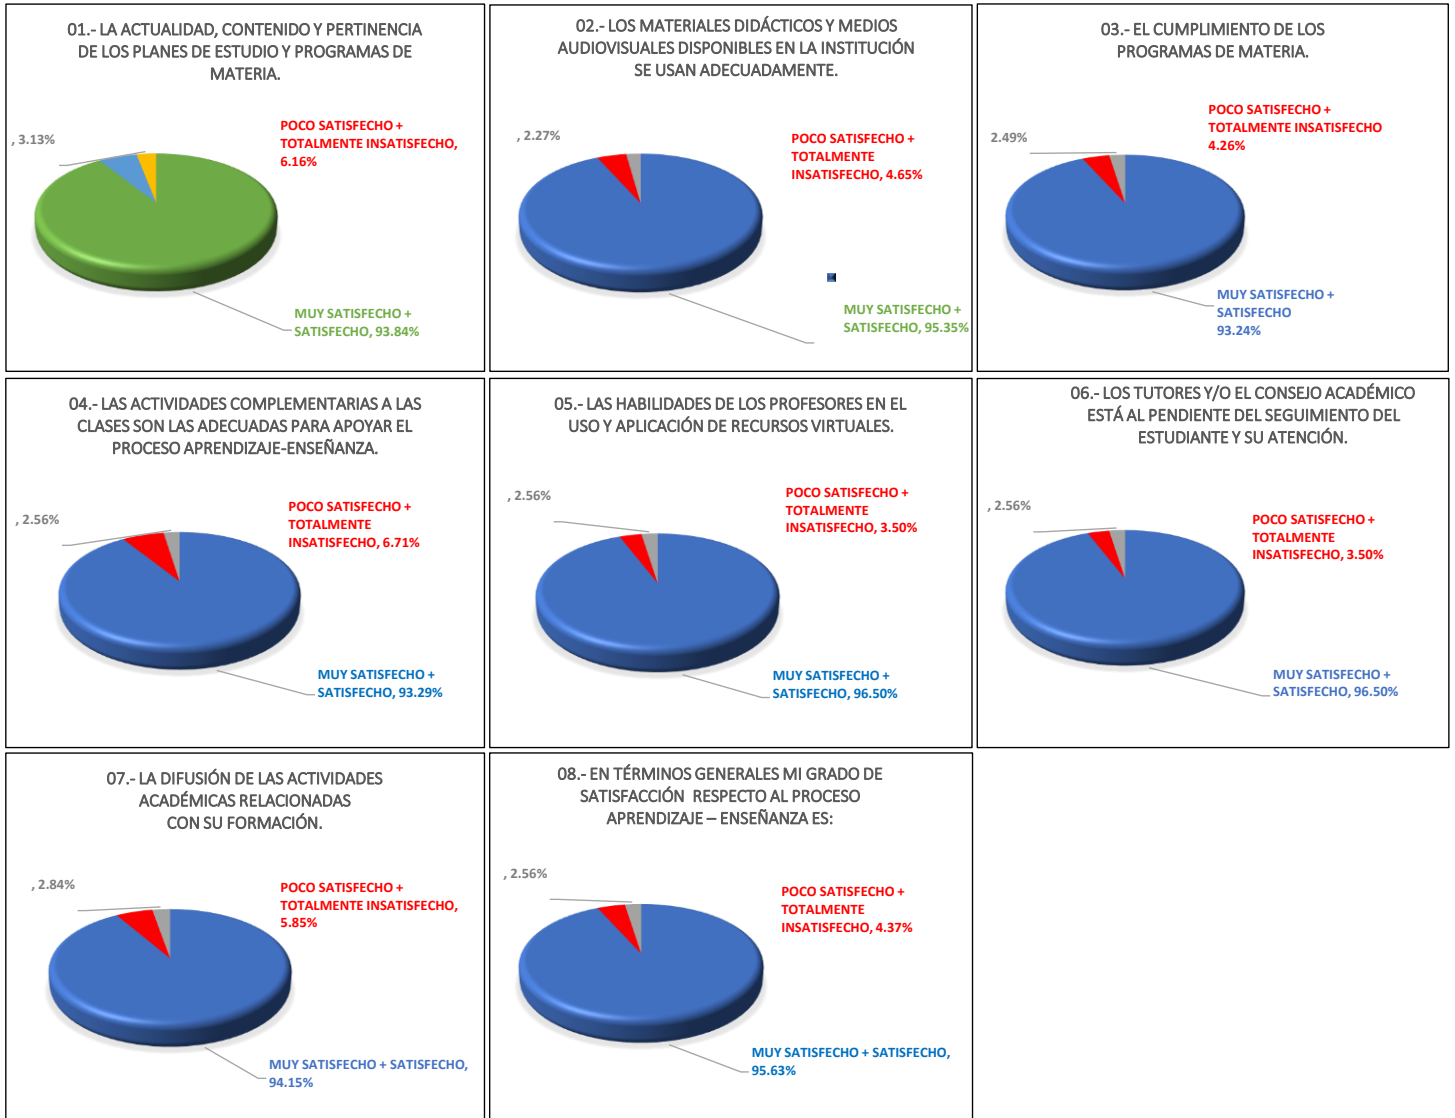 01.- LA ACTUALIDAD, CONTENIDO Y PERTINENCIA
DE LOS PLANES DE ESTUDIO Y PROGRAMAS DE
MATERIA.
, 3.13%
POCO SATISFECHO +
TOTALMENTE INSATISFECHO,
6.16%
MUY SATISFECHO +
SATISFECHO, 93.84%
02.- LOS MATERIALES DIDÁCTICOS Y MEDIOS
AUDIOVISUALES DISPONIBLES EN LA INSTITUCIÓN
SE USAN ADECUADAMENTE.
, 2.27%
POCO SATISFECHO +
TOTALMENTE
INSATISFECHO, 4.65%
MUY SATISFECHO +
SATISFECHO, 95.35%
03.- EL CUMPLIMIENTO DE LOS
PROGRAMAS DE MATERIA.
2.49%
POCO SATISFECHO +
TOTALMENTE INSATISFECHO
4.26%
MUY SATISFECHO +
SATISFECHO
93.24%
04.- LAS ACTIVIDADES COMPLEMENTARIAS A LAS
CLASES SON LAS ADECUADAS PARA APOYAR EL
PROCESO APRENDIZAJE-ENSEÑANZA.
, 2.56%
POCO SATISFECHO +
TOTALMENTE
INSATISFECHO, 6.71%
MUY SATISFECHO +
SATISFECHO, 93.29%
05.- LAS HABILIDADES DE LOS PROFESORES EN EL
USO Y APLICACIÓN DE RECURSOS VIRTUALES.
, 2.56%
POCO SATISFECHO +
TOTALMENTE
INSATISFECHO, 3.50%
MUY SATISFECHO +
SATISFECHO, 96.50%
06.- LOS TUTORES Y/O EL CONSEJO ACADÉMICO
ESTÁ AL PENDIENTE DEL SEGUIMIENTO DEL
ESTUDIANTE Y SU ATENCIÓN.
, 2.56%
POCO SATISFECHO +
TOTALMENTE
INSATISFECHO, 3.50%
MUY SATISFECHO +
SATISFECHO, 96.50%
07.- LA DIFUSIÓN DE LAS ACTIVIDADES
ACADÉMICAS RELACIONADAS
CON SU FORMACIÓN.
, 2.84%
POCO SATISFECHO +
TOTALMENTE INSATISFECHO,
5.85%
MUY SATISFECHO + SATISFECHO,
94.15%
08.- EN TÉRMINOS GENERALES MI GRADO DE
SATISFACCIÓN RESPECTO AL PROCESO
APRENDIZAJE – ENSEÑANZA ES:
, 2.56%
POCO SATISFECHO +
TOTALMENTE
INSATISFECHO, 4.37%
MUY SATISFECHO + SATISFECHO,
95.63%